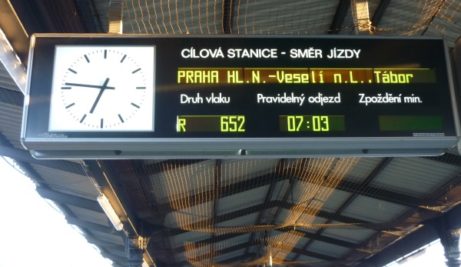 CÍLOVÁ STANICE - SMĚR JÍZDY
PRAHA HL.N.-Veselí n.L..Tábor
Druh vlaku Pravidelný odjezd Zpoždění min.
R 652 07:03